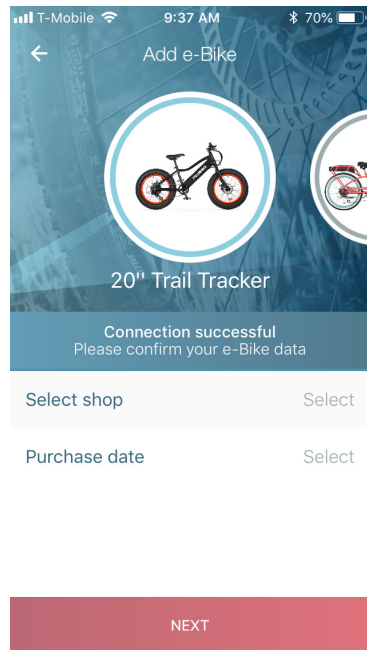 T-Mobile 9:37 AM 70%
Add e-Bike
20'' Trail Tracker
Connection successful
Please confirm your e-Bike data
Select shop Select
Purchase date Select
NEXT